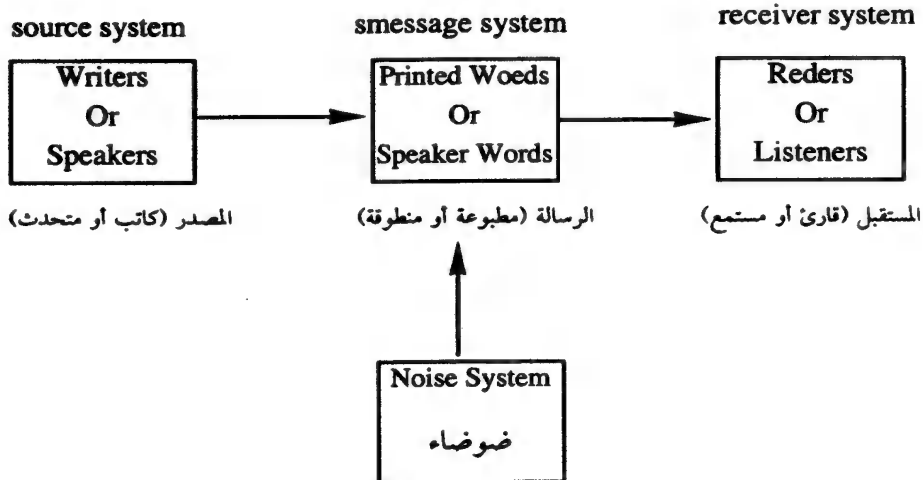 source system
smessage system
receiver system
Writers
Or
Speakers
Printed Woeds
Or
Speaker Words
Reders
Or
Listeners
المصدر (كاتب أو متحدث)
الرسالة (مطبوعة أو منطوقة)
المستقبل (قارئ أو مستمع)
Noise System
ضوضاء